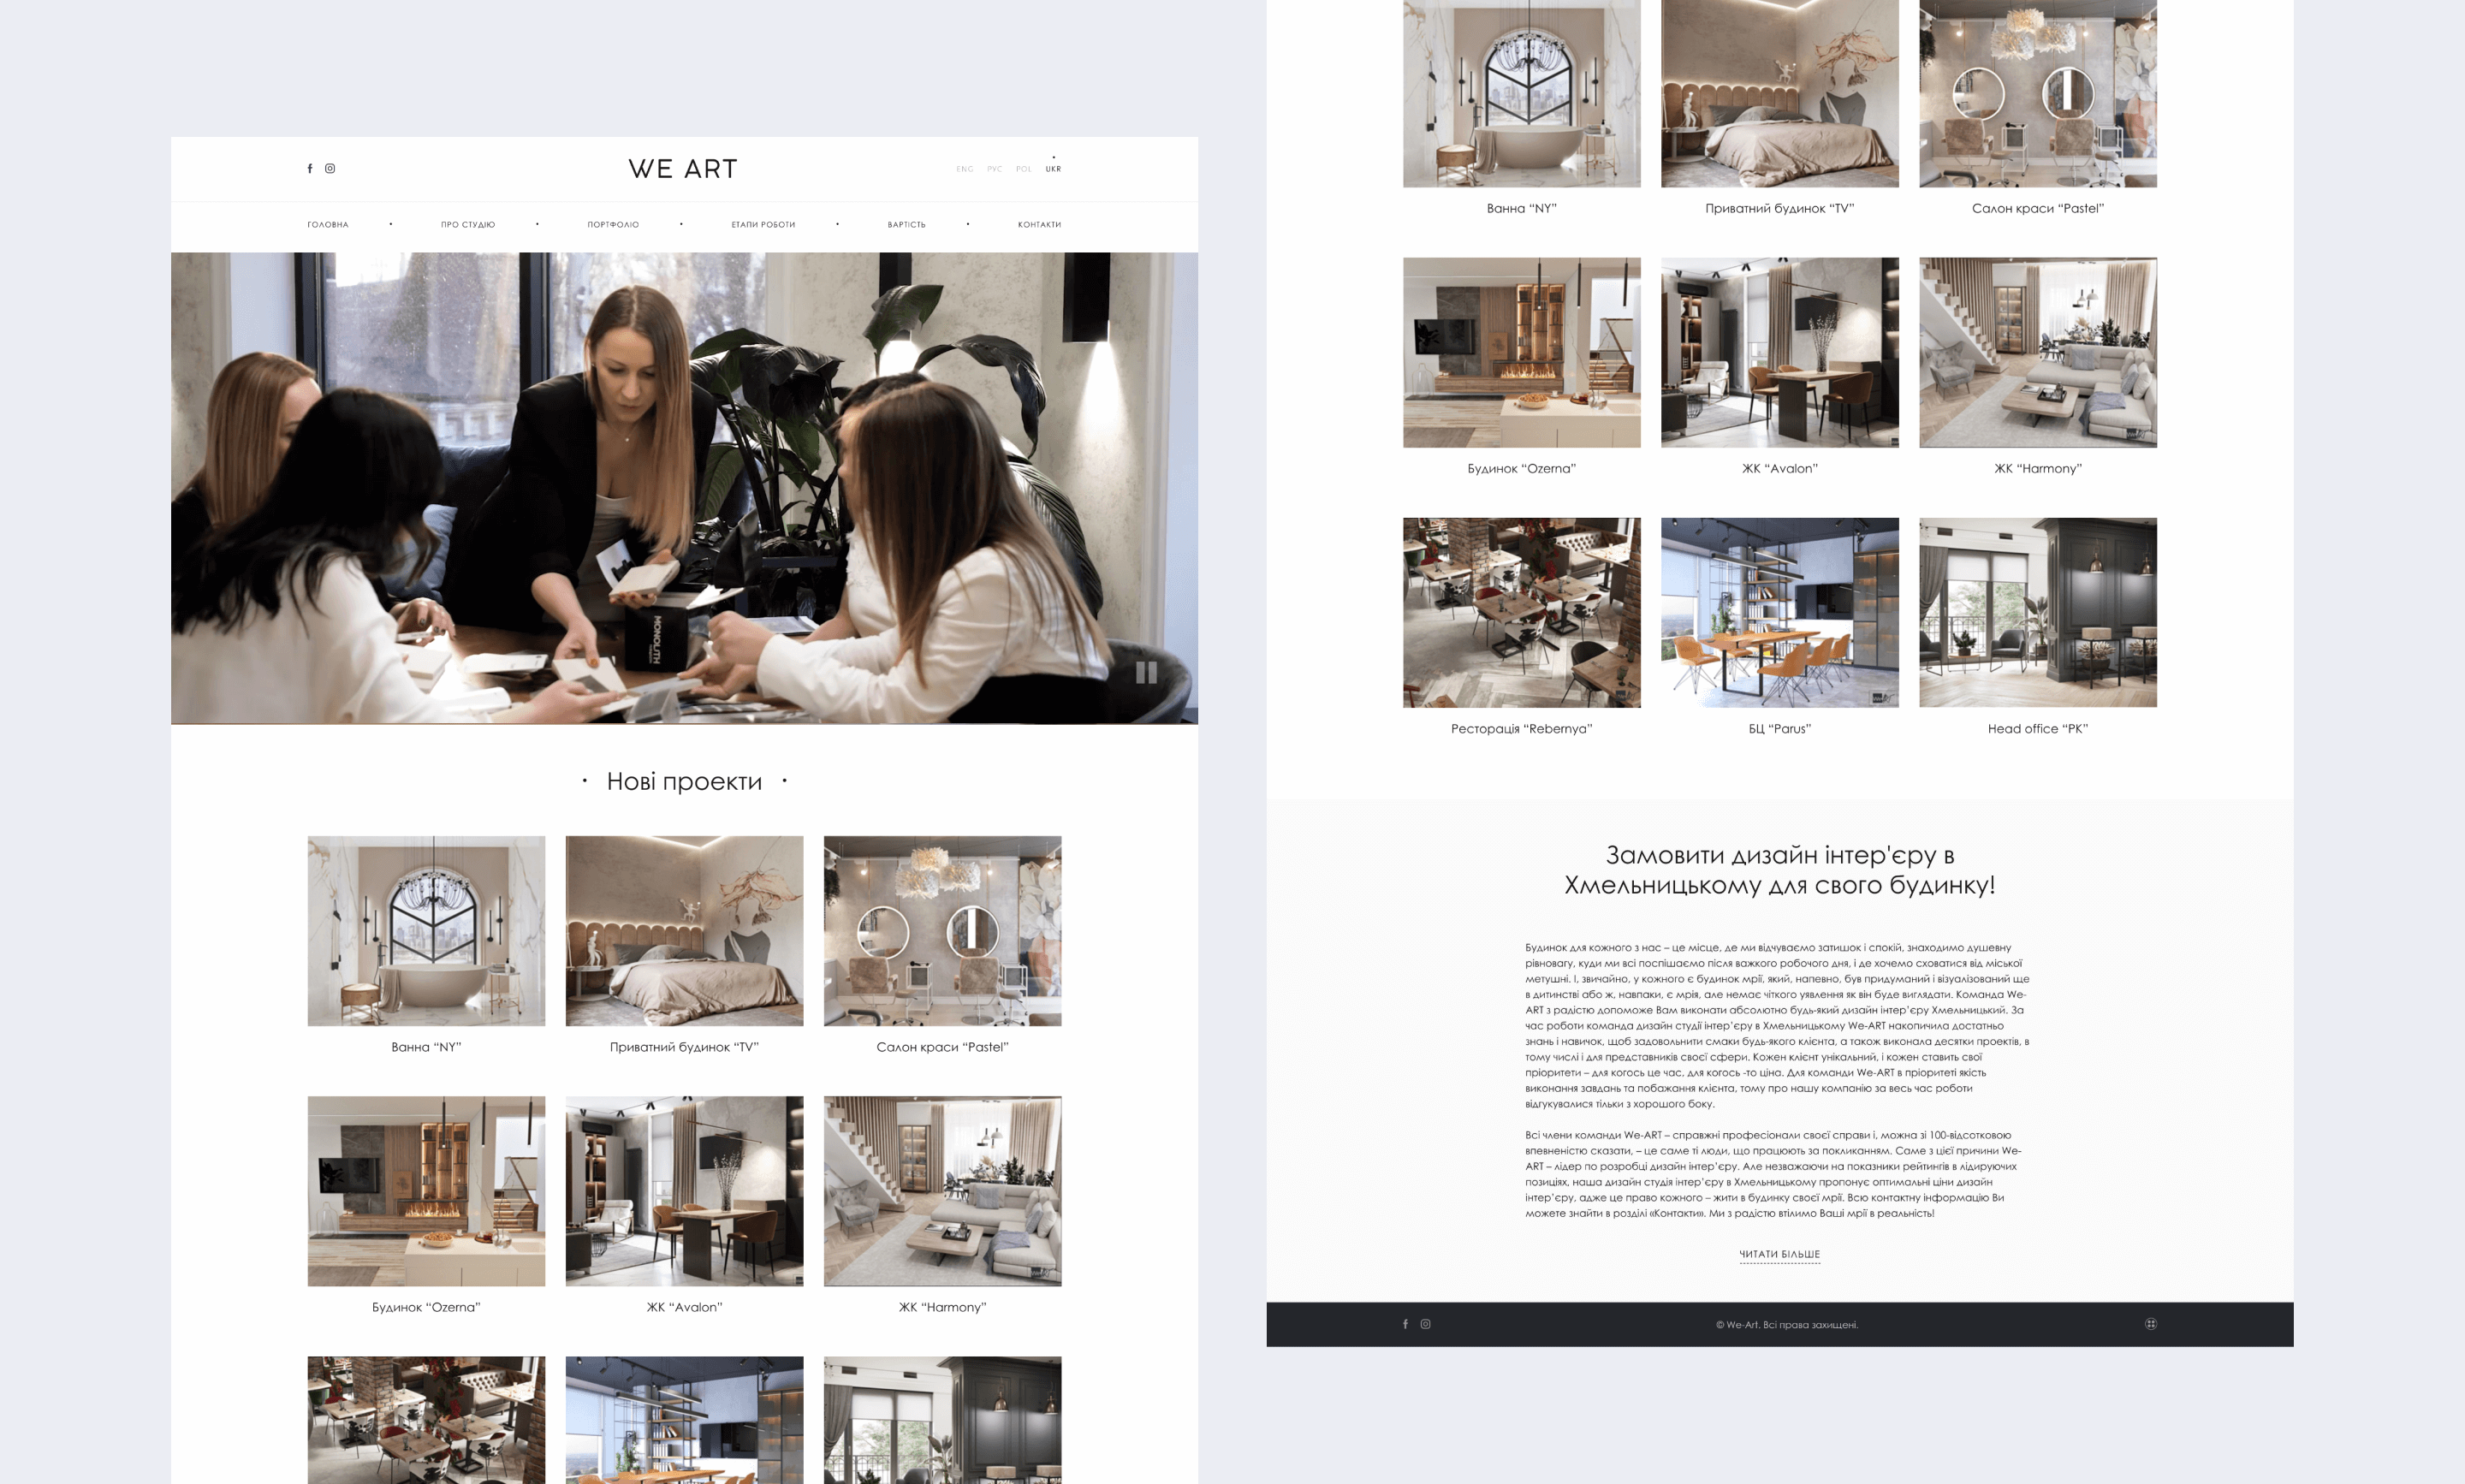 WE ART
ENG РУС POL UKR
ГОЛОВНА • ПРО СТУДІЮ • ПОРТФОЛІО • ЕТАПИ РОБОТИ • ВАРТІСТЬ • КОНТАКТИ
MONOLITH
• Нові проекти •
Ванна “NY”
Приватний будинок “TV”
Салон краси “Pastel”
Будинок “Ozerna”
ЖК “Avalon”
ЖК “Harmony”
Ванна “NY”
Приватний будинок “TV”
Салон краси “Pastel”
Будинок “Ozerna”
ЖК “Avalon”
ЖК “Harmony”
Ресторація “Rebernya”
БЦ “Parus”
Head office “PK”
Замовити дизайн інтер'єру в
Хмельницькому для свого будинку!
Будинок для кожного з нас – це місце, де ми відчуваємо затишок і спокій, знаходимо душевну
рівновагу, куди ми всі поспішаємо після важкого робочого дня, і де хочемо сховатися від міської
метушні. І, звичайно, у кожного є будинок мрії, який, напевно, був придуманий і візуалізований ще
в дитинстві або ж, навпаки, є мрія, але немає чіткого уявлення як він буде виглядати. Команда We-
ART з радістю допоможе Вам виконати абсолютно будь-який дизайн інтер’єру Хмельницький. За
час роботи команда дизайн студії інтер’єру в Хмельницькому We-ART накопичила достатньо
знань і навичок, щоб задовольнити смаки будь-якого клієнта, а також виконала десятки проектів, в
тому числі і для представників своєї сфери. Кожен клієнт унікальний, і кожен ставить свої
пріоритети – для когось це час, для когось -то ціна. Для команди We-ART в пріоритеті якість
виконання завдань та побажання клієнта, тому про нашу компанію за весь час роботи
відгукувалися тільки з хорошого боку.
Всі члени команди We-ART – справжні професіонали своєї справи і, можна зі 100-відсотковою
впевненістю сказати, – це саме ті люди, що працюють за покликанням. Саме з цієї причини We-
ART – лідер по розробці дизайн інтер’єру. Але незважаючи на показники рейтингів в лідируючих
позиціях, наша дизайн студія інтер’єру в Хмельницькому пропонує оптимальні ціни дизайн
інтер’єру, адже це право кожного – жити в будинку своєї мрії. Всю контактну інформацію Ви
можете знайти в розділі «Контакти». Ми з радістю втілимо Ваші мрії в реальність!
ЧИТАТИ БІЛЬШЕ
© We-Art. Всі права захищені.